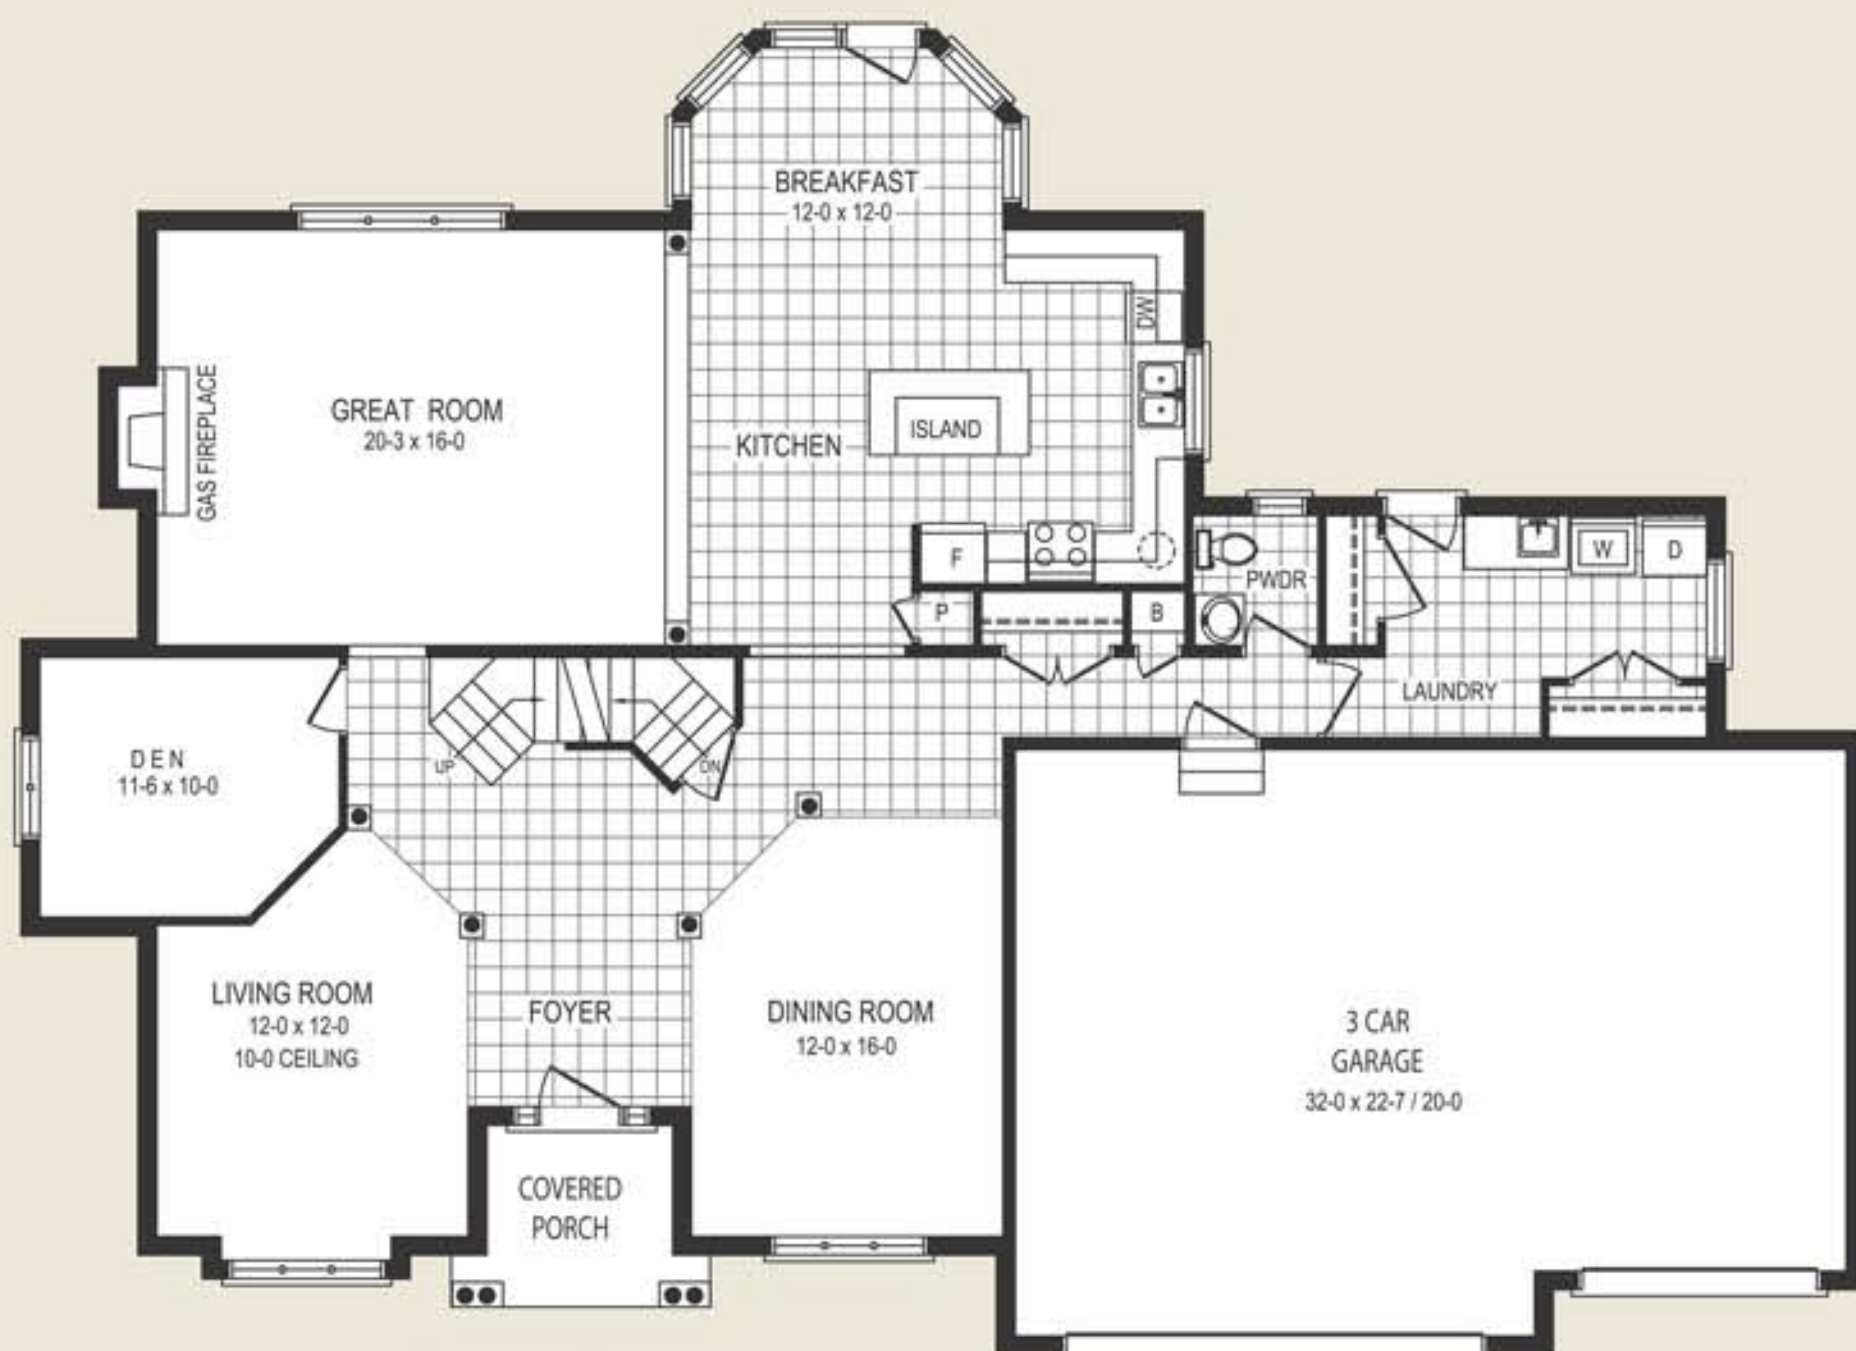 BREAKFAST
12-0 x 12-0
DW
GREAT ROOM
20-3 x 16-0
GAS FIREPLACE
KITCHEN
ISLAND
F
P
B
PWDR
W
D
LAUNDRY
DEN
11-6 x 10-0
UP
DN
LIVING ROOM
12-0 x 12-0
10-0 CEILING
FOYER
DINING ROOM
12-0 x 16-0
3 CAR
GARAGE
32-0 x 22-7 / 20-0
COVERED
PORCH